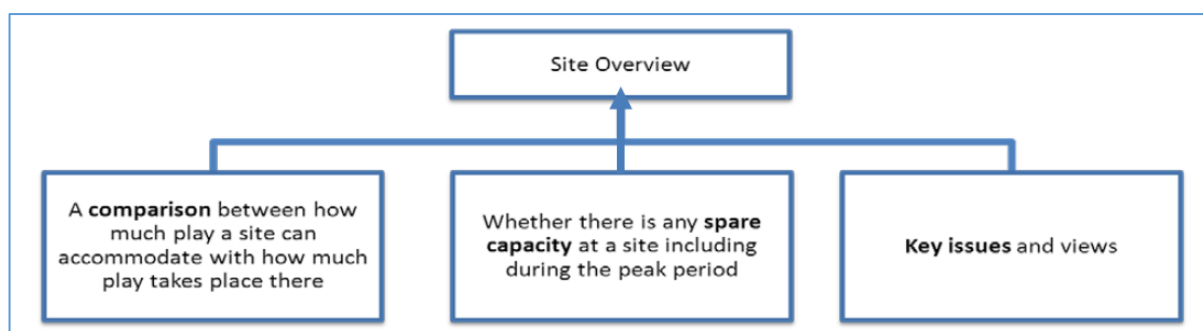 Site Overview
A comparison between how
much play a site can
accommodate with how much
play takes place there
Whether there is any spare
capacity at a site including
during the peak period
Key issues and views